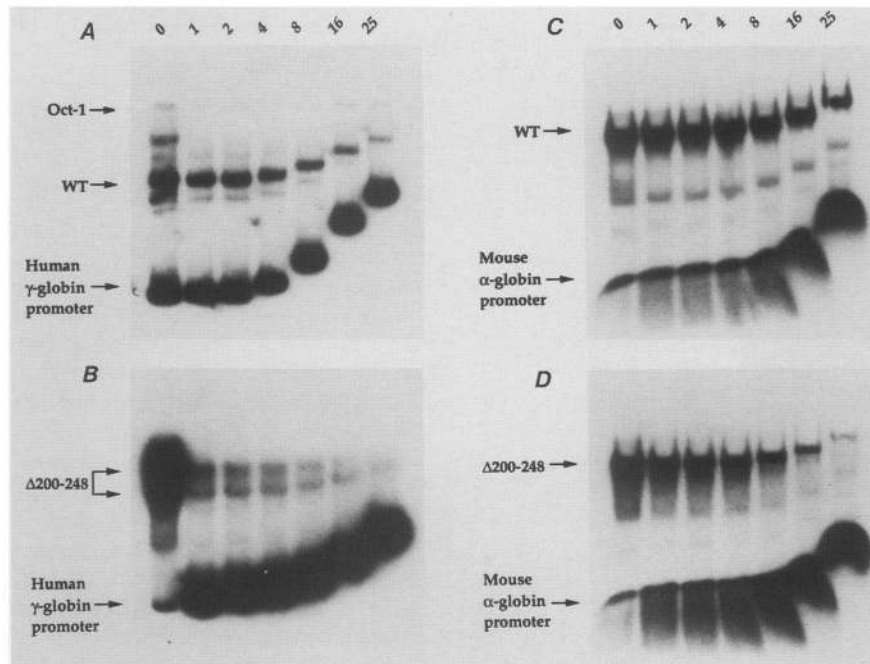 A
0 1 2 4 8 16 25
Oct-1
WT
Human
γ-globin
promoter
C
0 1 2 4 8 16 25
WT
Mouse
α-globin
promoter
B
Δ200-248
Human
γ-globin
promoter
D
Δ200-248
Mouse
α-globin
promoter